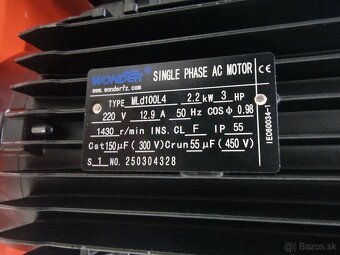 WONDER®
www.wonderfz.com
SINGLE PHASE AC MOTOR
TYPE MLd100L4 2.2 kW 3 HP
220 V 12.9 A 50 Hz COS Φ 0.98
1430 r/min INS. CL F IP 55
Cst 150 µF (300 V) Crun 55 µF (450 V)
S 1 NO. 250304328
CE
IEC60034-1
Bazos.sk